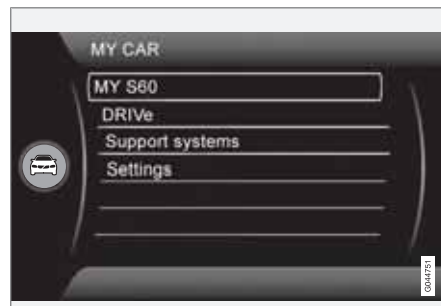 MY CAR
MY S60
DRIVe
Support systems
Settings
G044751